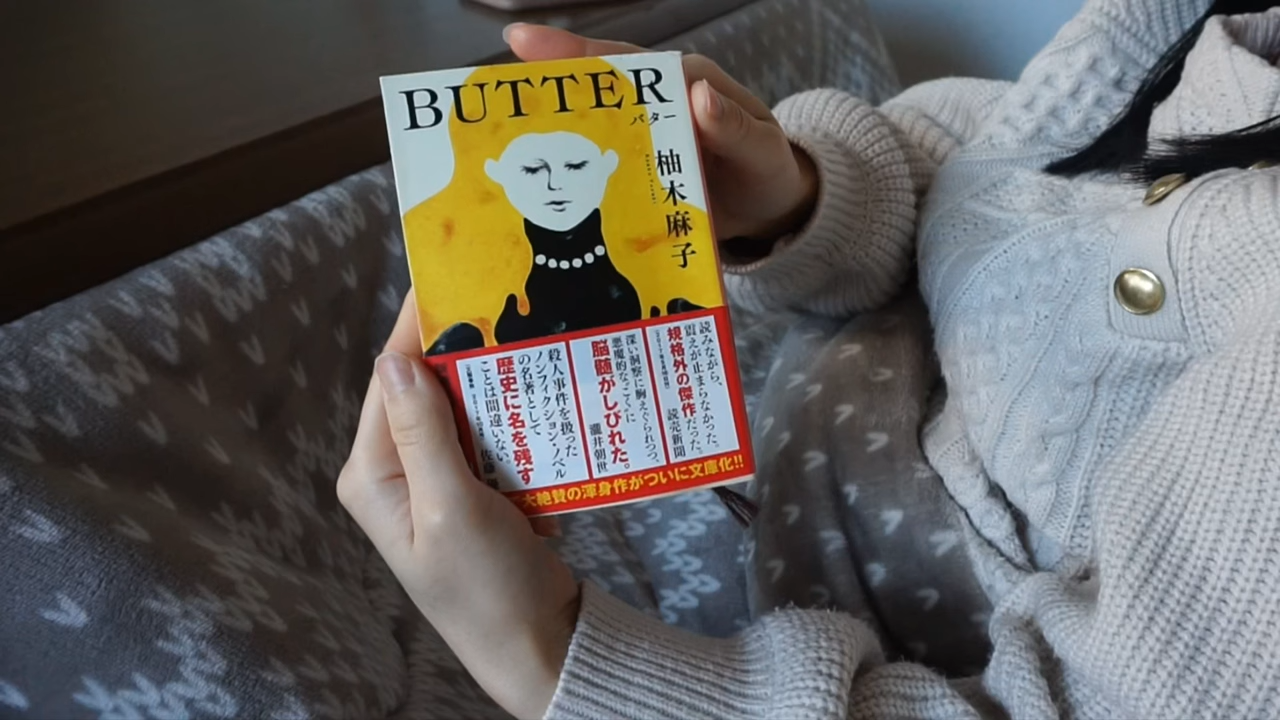 BUTTER
バター
柚木麻子
読みながら、
震えが止まらなかった。
規格外の傑作だった。
読売新聞
深い洞察に胸えぐられつつ、
悪魔的な“こく”に
脳髄がしびれた。
瀧井朝世
殺人事件を扱った
ノンフィクション・ノベル
の名著として
歴史に名を残す
ことは間違いない。
佐藤
大絶賛の渾身作がついに文庫化!!